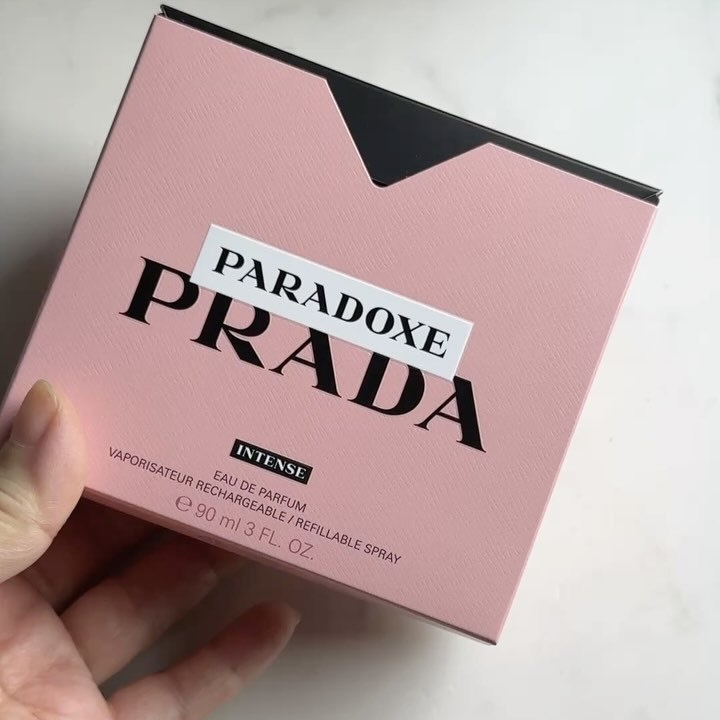 PARADOXE
PRADA
INTENSE
EAU DE PARFUM
VAPORISATEUR RECHARGEABLE / REFILLABLE SPRAY
℮ 90 ml 3 FL. OZ.